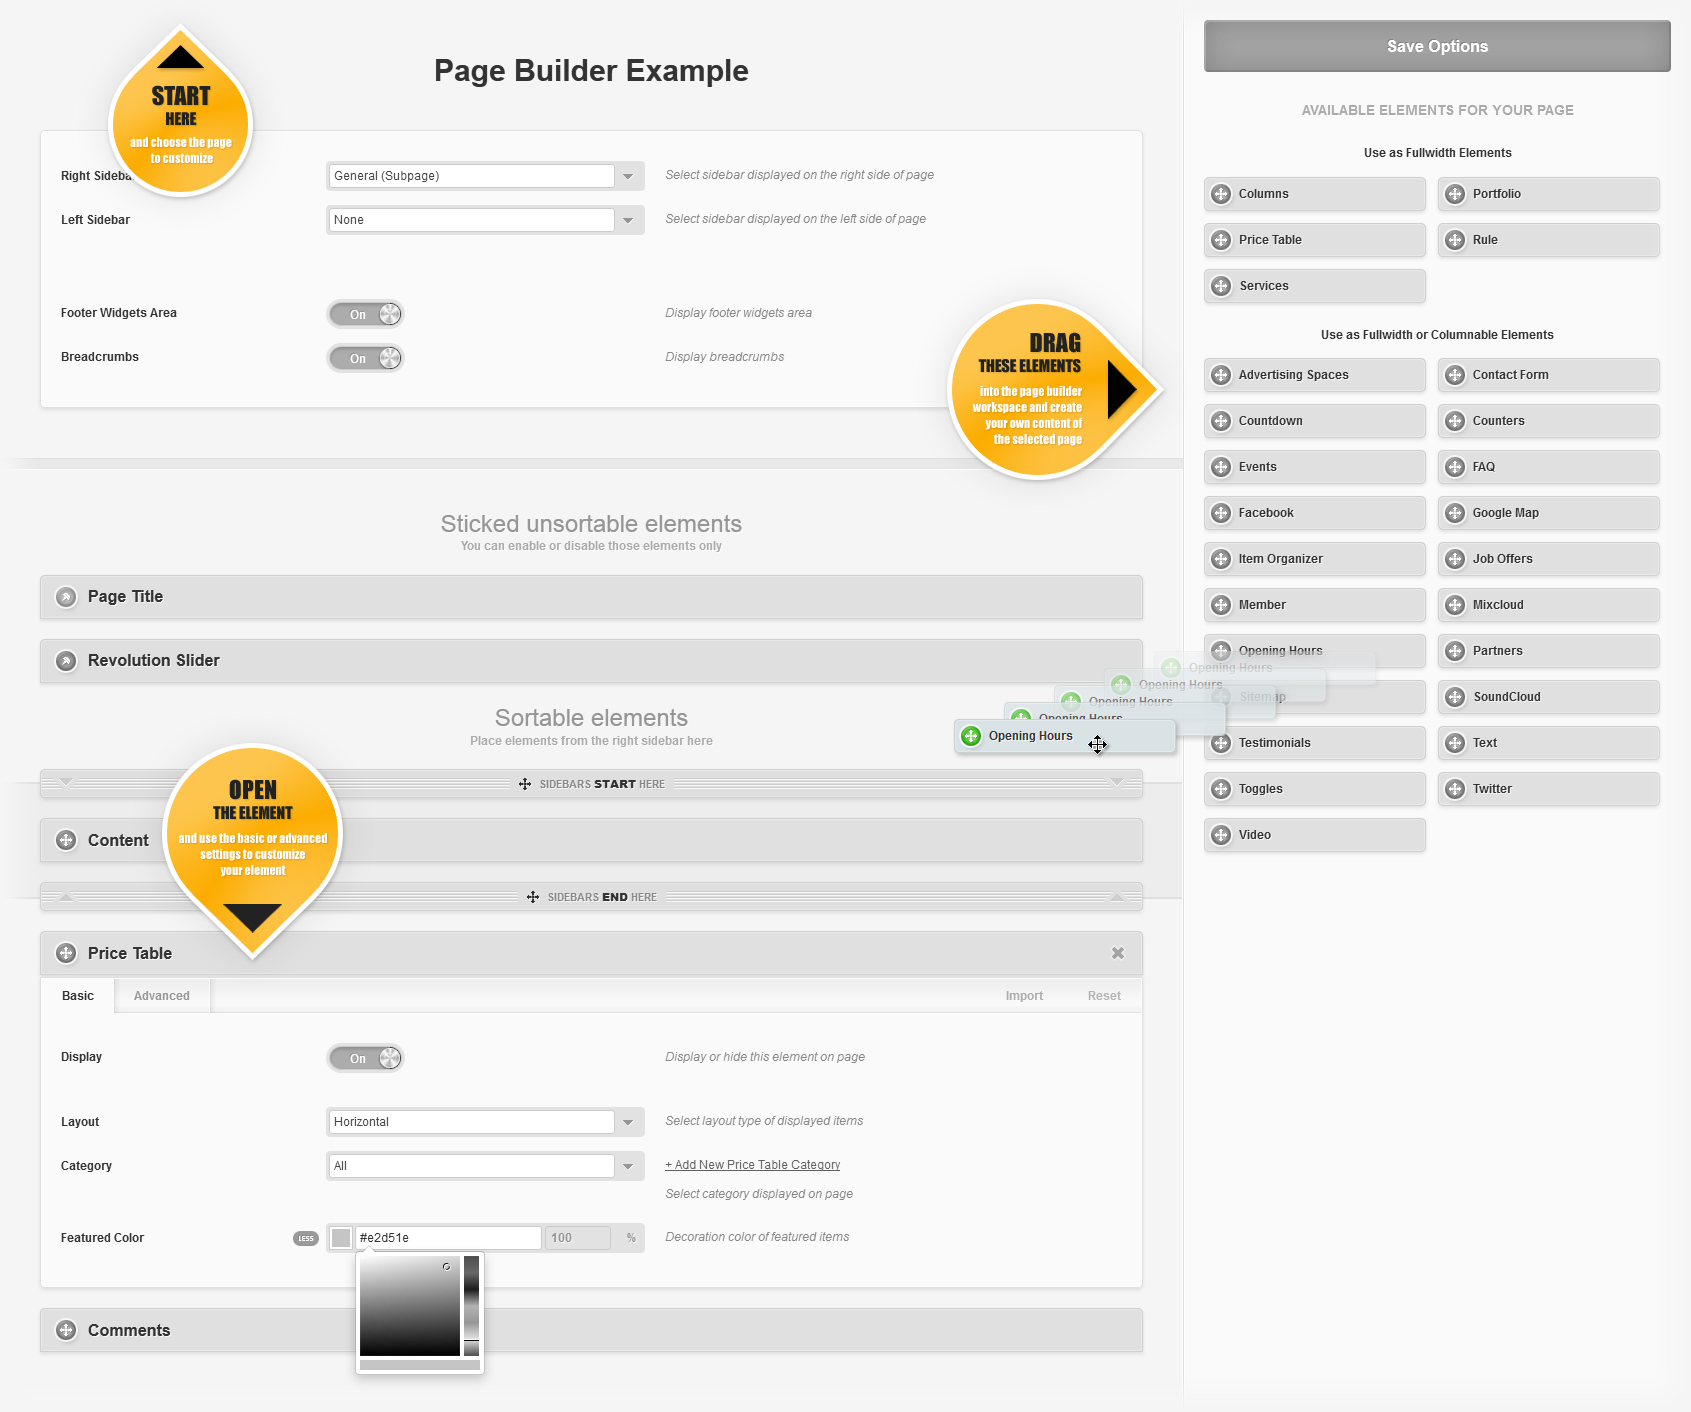 START
HERE
and choose the page
to customize
Page Builder Example
Right Sideba
General (Subpage)
Select sidebar displayed on the right side of page
Left Sidebar
None
Select sidebar displayed on the left side of page
Footer Widgets Area
On
Display footer widgets area
Breadcrumbs
On
Display breadcrumbs
DRAG
THESE ELEMENTS
into the page builder
workspace and create
your own content of
the selected page
Sticked unsortable elements
You can enable or disable those elements only
Page Title
Revolution Slider
Sortable elements
Place elements from the right sidebar here
SIDEBARS START HERE
OPEN
THE ELEMENT
and use the basic or advanced
settings to customize
your element
Content
SIDEBARS END HERE
Price Table
Basic
Advanced
Import
Reset
Display
On
Display or hide this element on page
Layout
Horizontal
Select layout type of displayed items
Category
All
+ Add New Price Table Category
Select category displayed on page
Featured Color
LESS
#e2d51e
100
%
Decoration color of featured items
Comments
Save Options
AVAILABLE ELEMENTS FOR YOUR PAGE
Use as Fullwidth Elements
Columns
Portfolio
Price Table
Rule
Services
Use as Fullwidth or Columnable Elements
Advertising Spaces
Contact Form
Countdown
Counters
Events
FAQ
Facebook
Google Map
Item Organizer
Job Offers
Member
Mixcloud
Opening Hours
Partners
Opening Hours
Opening Hours
Sitemap
SoundCloud
Opening Hours
Opening Hours
Opening Hours
Testimonials
Text
Toggles
Twitter
Video